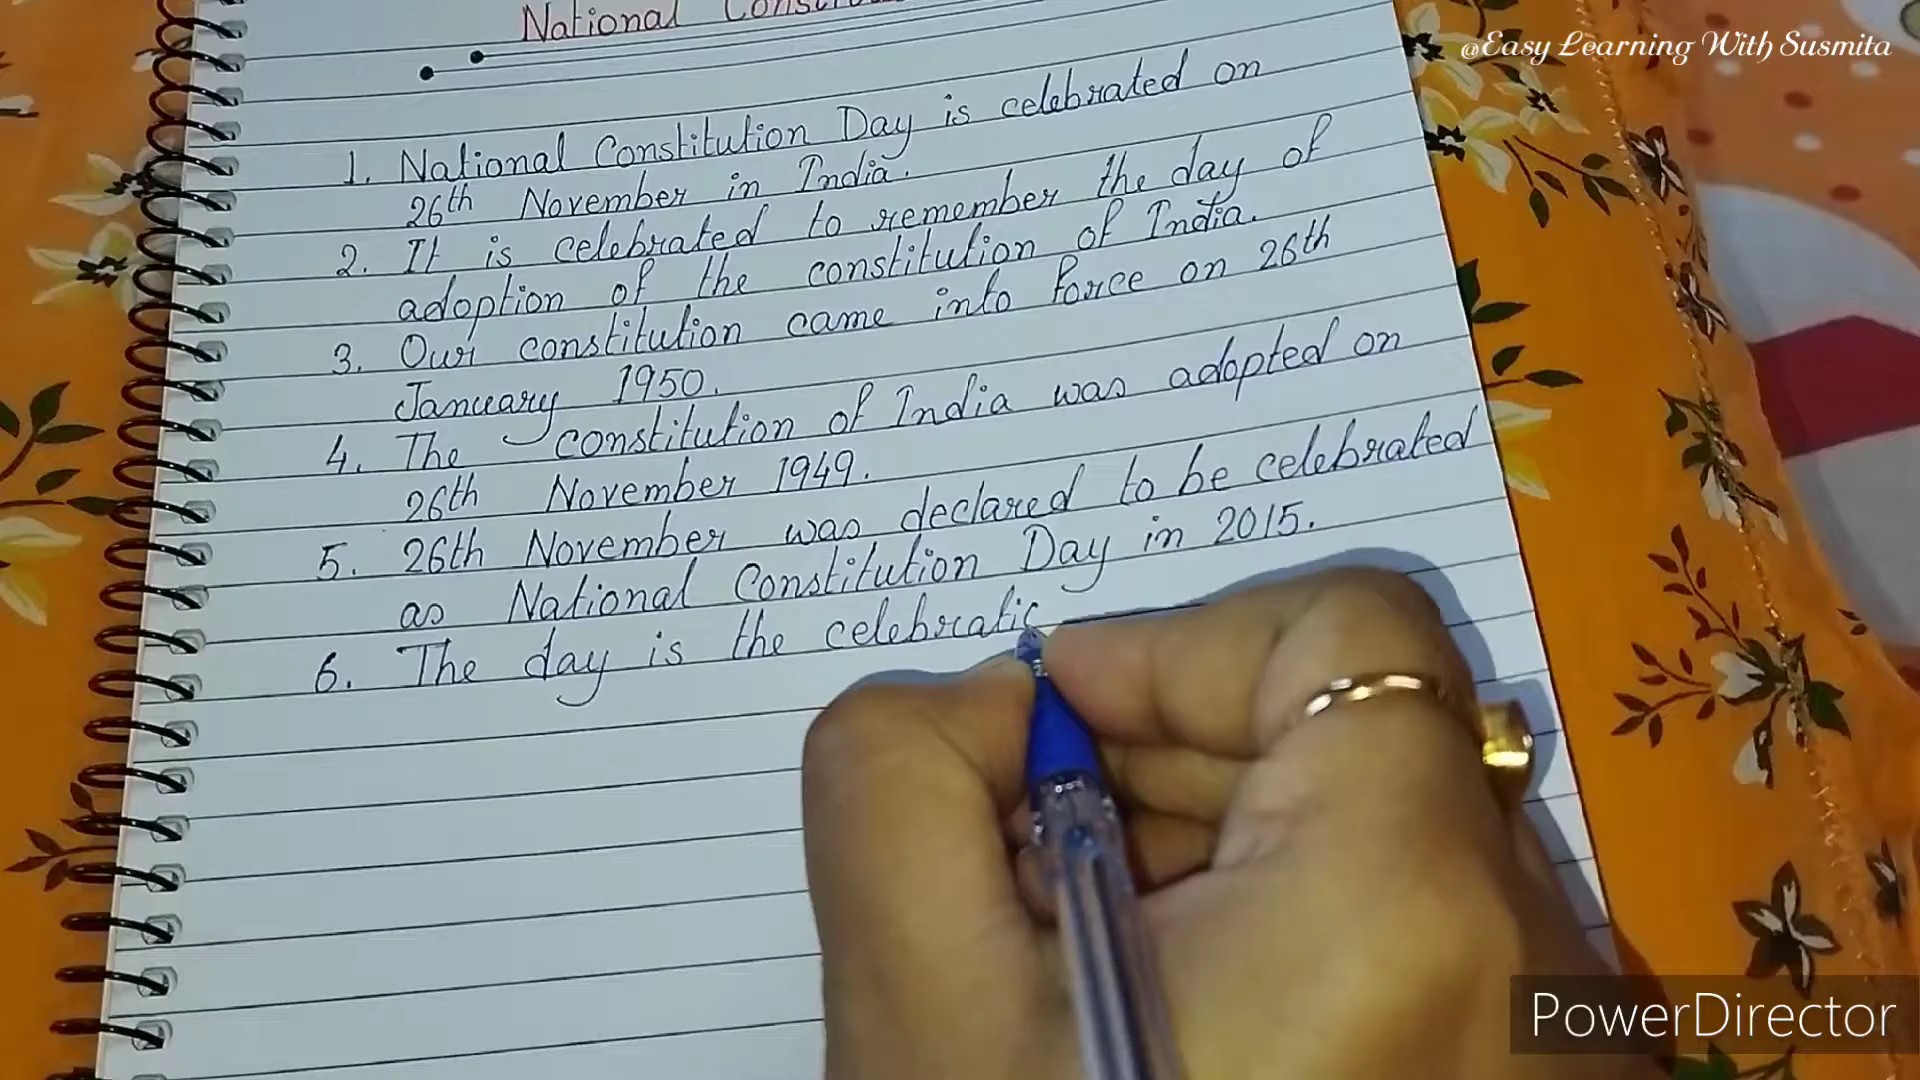 National
@Easy Learning With Susmita
1. National Constitution Day is celebrated on
26th November in India.
2. It is celebrated to remember the day of
adoption of the constitution of India.
3. Our constitution came into force on 26th
January 1950.
4. The constitution of India was adopted on
26th November 1949.
5. 26th November was declared to be celebrated
as National Constitution Day in 2015.
6. The day is the
PowerDirector